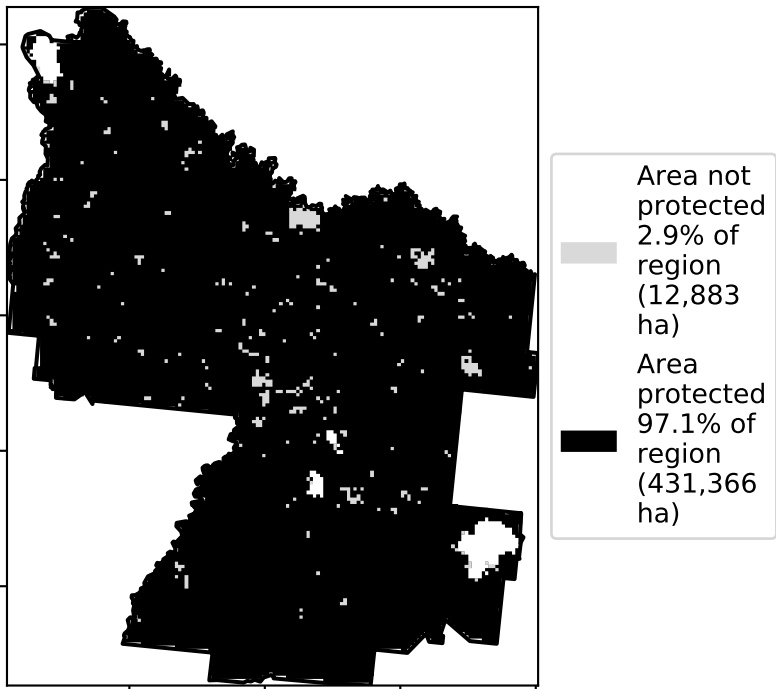 Area not
protected
2.9% of
region
(12,883
ha)
Area
protected
97.1% of
region
(431,366
ha)